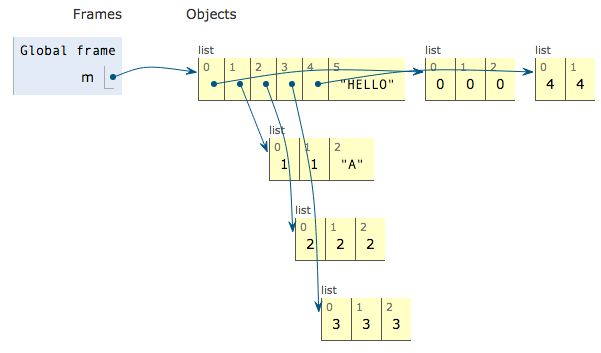 Frames Objects
Global frame
m
list
0 1 2 3 4 5
"HELLO"
list
0 1 2
0 0 0
list
0 1
4 4
list
0 1 2
1 1 "A"
list
0 1 2
2 2 2
list
0 1 2
3 3 3